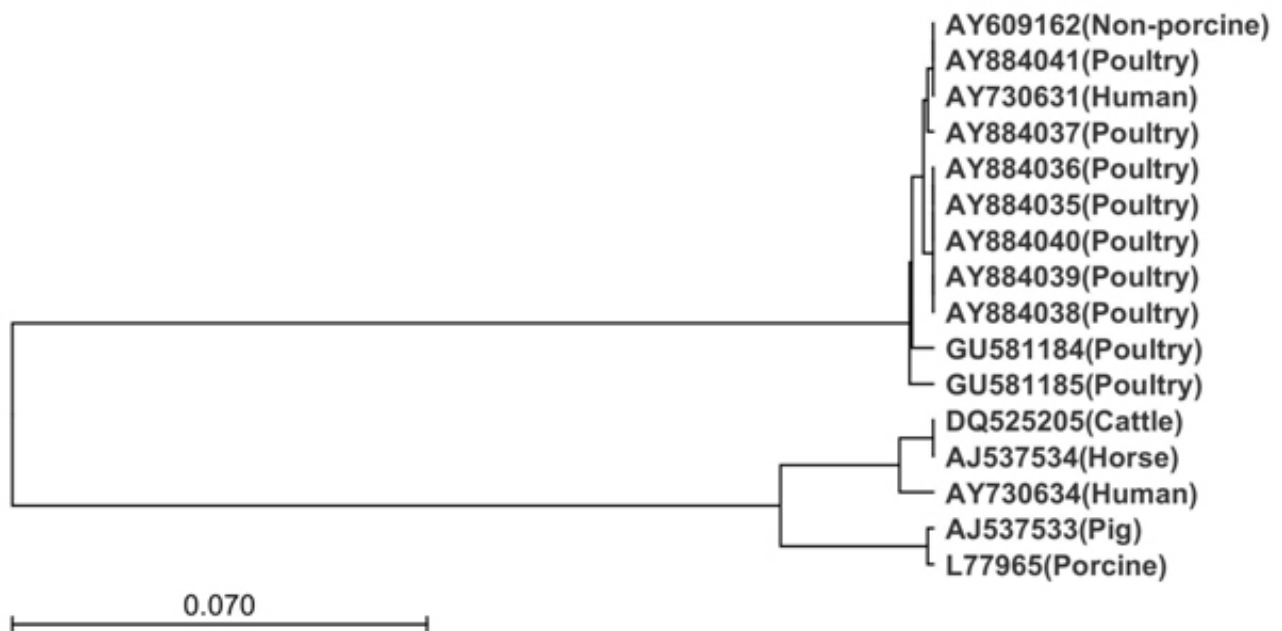 AY609162(Non-porcine)
AY884041(Poultry)
AY730631(Human)
AY884037(Poultry)
AY884036(Poultry)
AY884035(Poultry)
AY884040(Poultry)
AY884039(Poultry)
AY884038(Poultry)
GU581184(Poultry)
GU581185(Poultry)
DQ525205(Cattle)
AJ537534(Horse)
AY730634(Human)
AJ537533(Pig)
L77965(Porcine)
0.070